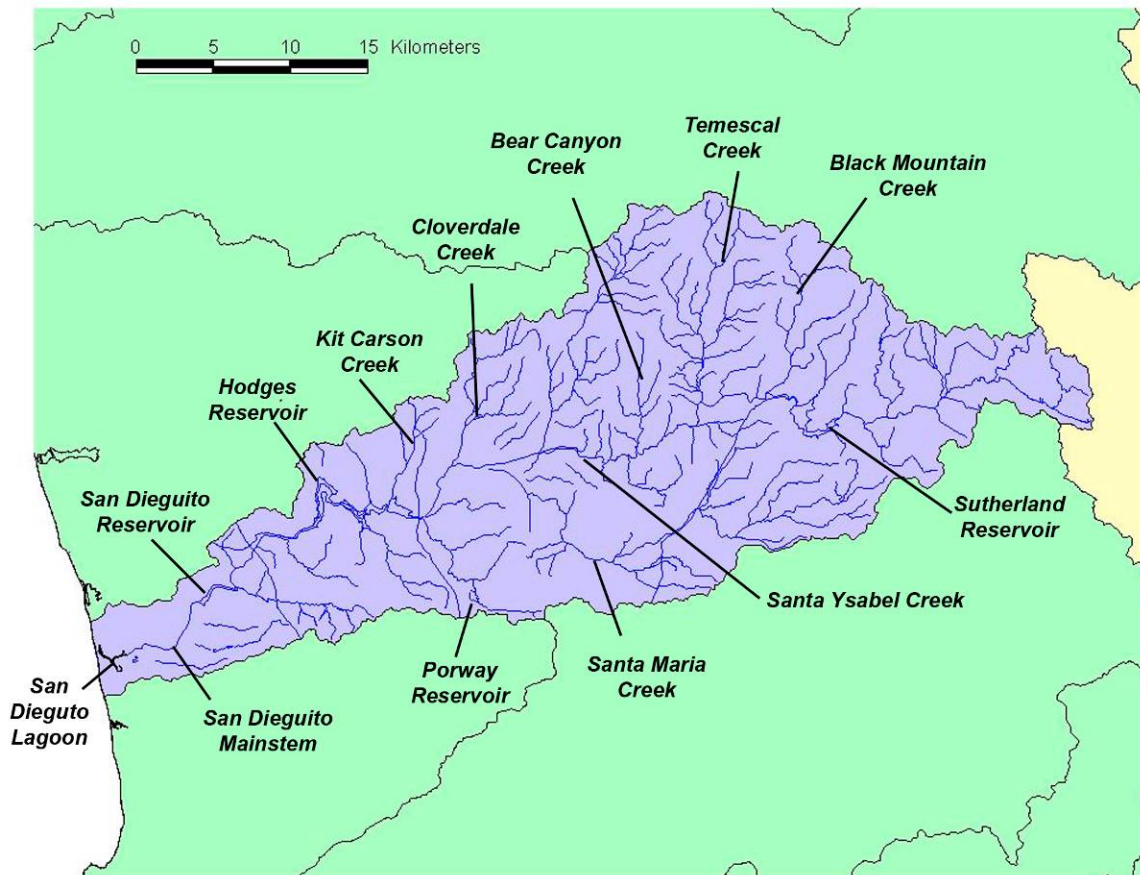 0 5 10 15 Kilometers
Temescal
Creek
Bear Canyon
Creek
Black Mountain
Creek
Cloverdale
Creek
Kit Carson
Creek
Hodges
Reservoir
San Dieguito
Reservoir
Sutherland
Reservoir
Santa Ysabel Creek
Santa Maria
Creek
Porway
Reservoir
San
Dieguto
Lagoon
San Dieguito
Mainstem